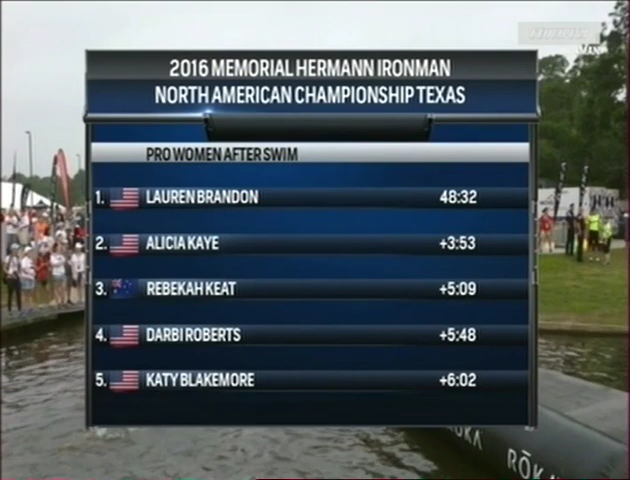 2016 MEMORIAL HERMANN IRONMAN
NORTH AMERICAN CHAMPIONSHIP TEXAS
PRO WOMEN AFTER SWIM
1. LAUREN BRANDON 48:32
2. ALICIA KAYE +3:53
3. REBEKAH KEAT +5:09
4. DARBI ROBERTS +5:48
5. KATY BLAKEMORE +6:02